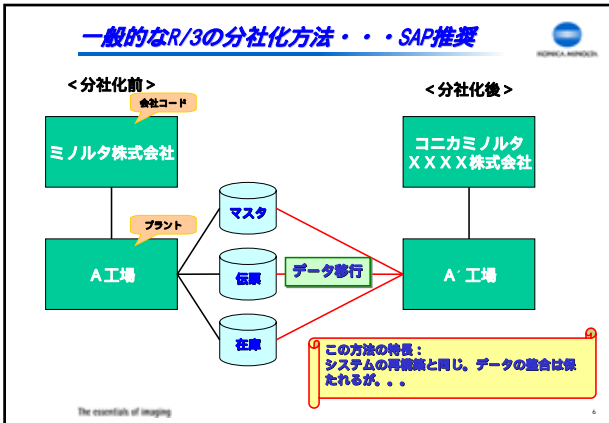 一般的なR/3の分社化方法・・・SAP推奨
KONICA MINOLTA
＜分社化前＞
＜分社化後＞
会社コード
ミノルタ株式会社
コニカミノルタ
ＸＸＸＸ株式会社
マスタ
プラント
Ａ工場
伝票
データ移行
Ａ´工場
在庫
この方法の特長：
システムの再構築と同じ。データの整合は保
たれるが。。。
The essentials of imaging
6